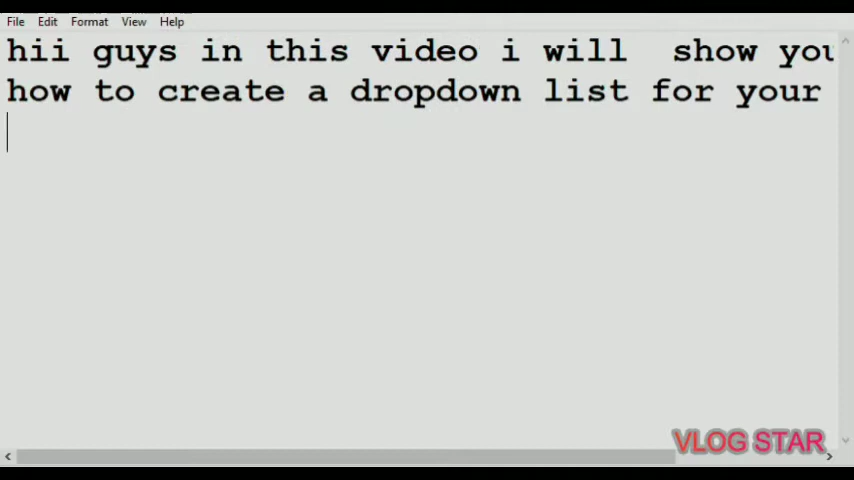 File Edit Format View Help
hii guys in this video i will  show you
how to create a dropdown list for your
VLOG STAR